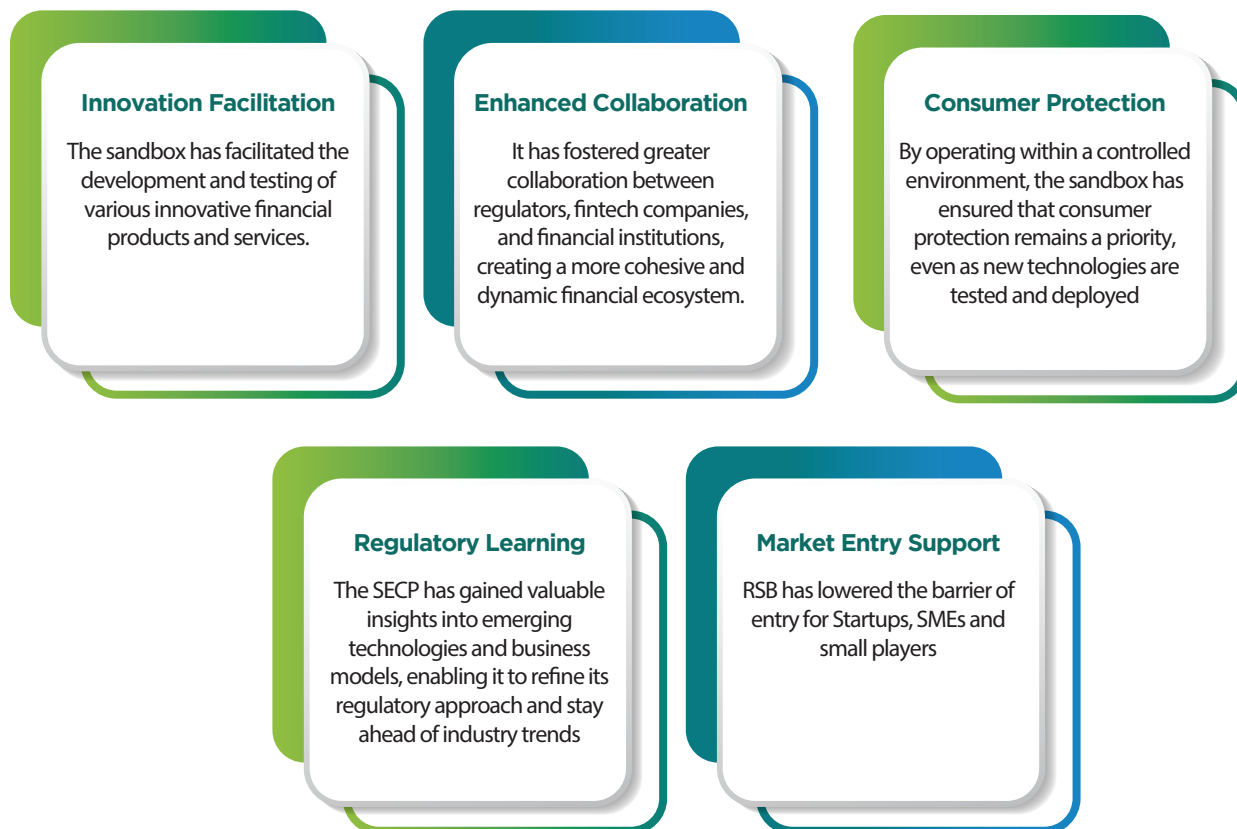 Innovation Facilitation
The sandbox has facilitated the
development and testing of
various innovative financial
products and services.
Enhanced Collaboration
It has fostered greater
collaboration between
regulators, fintech companies,
and financial institutions,
creating a more cohesive and
dynamic financial ecosystem.
Consumer Protection
By operating within a controlled
environment, the sandbox has
ensured that consumer
protection remains a priority,
even as new technologies are
tested and deployed
Regulatory Learning
The SECP has gained valuable
insights into emerging
technologies and business
models, enabling it to refine its
regulatory approach and stay
ahead of industry trends
Market Entry Support
RSB has lowered the barrier of
entry for Startups, SMEs and
small players